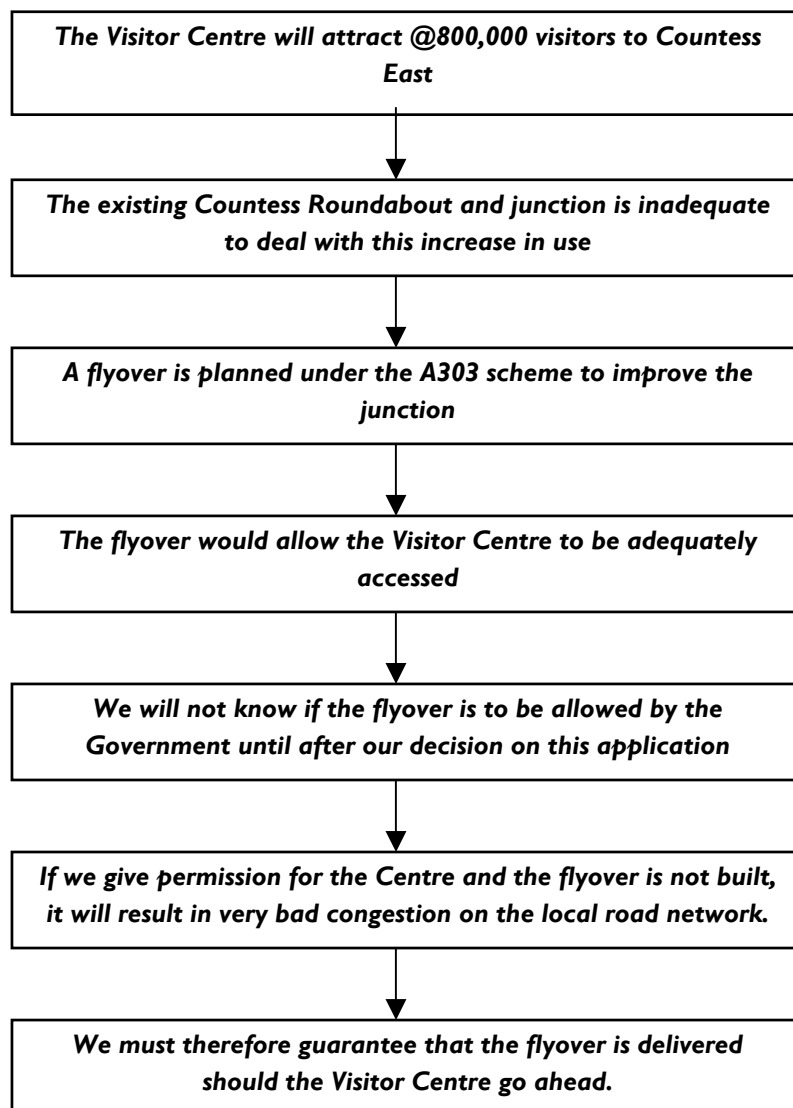 The Visitor Centre will attract @800,000 visitors to Countess
East
The existing Countess Roundabout and junction is inadequate
to deal with this increase in use
A flyover is planned under the A303 scheme to improve the
junction
The flyover would allow the Visitor Centre to be adequately
accessed
We will not know if the flyover is to be allowed by the
Government until after our decision on this application
If we give permission for the Centre and the flyover is not built,
it will result in very bad congestion on the local road network.
We must therefore guarantee that the flyover is delivered
should the Visitor Centre go ahead.